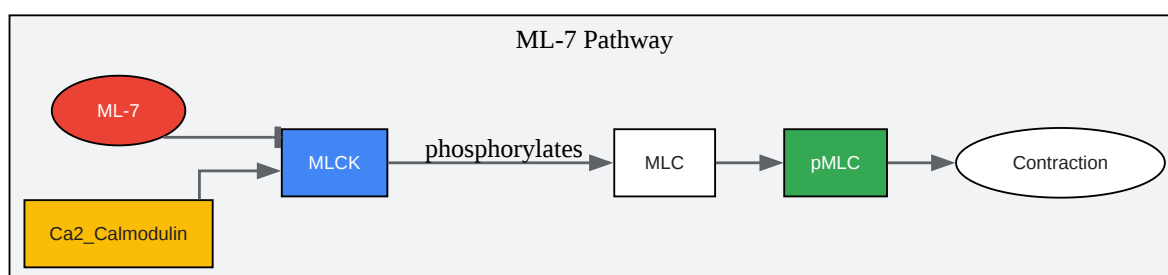 ML-7 Pathway
ML-7
MLCK
phosphorylates
MLC
pMLC
Contraction
Ca2_Calmodulin